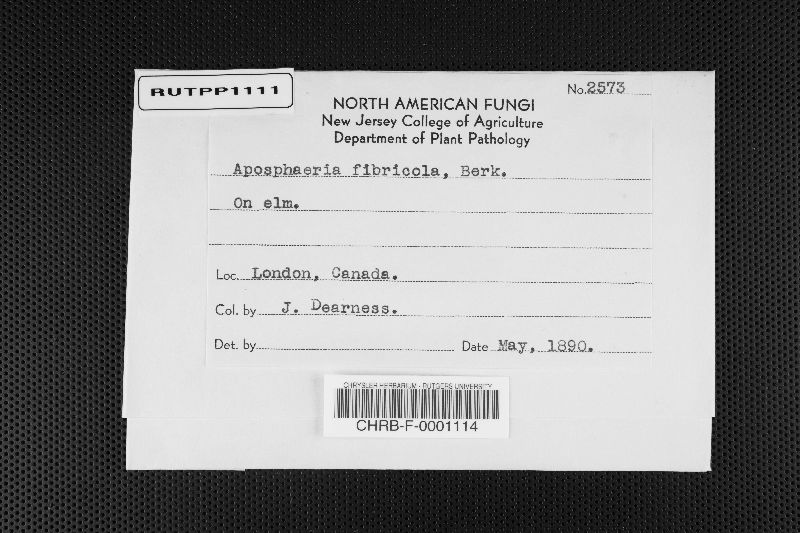 RUTPP1111
No. 2573
NORTH AMERICAN FUNGI
New Jersey College of Agriculture
Department of Plant Pathology
Aposphaeria fibricola, Berk.
On elm.
Loc. London, Canada.
Col. by J. Dearness.
Det. by
Date May, 1890.
CHRYSLER HERBARIUM - RUTGERS UNIVERSITY
CHRB-F-0001114